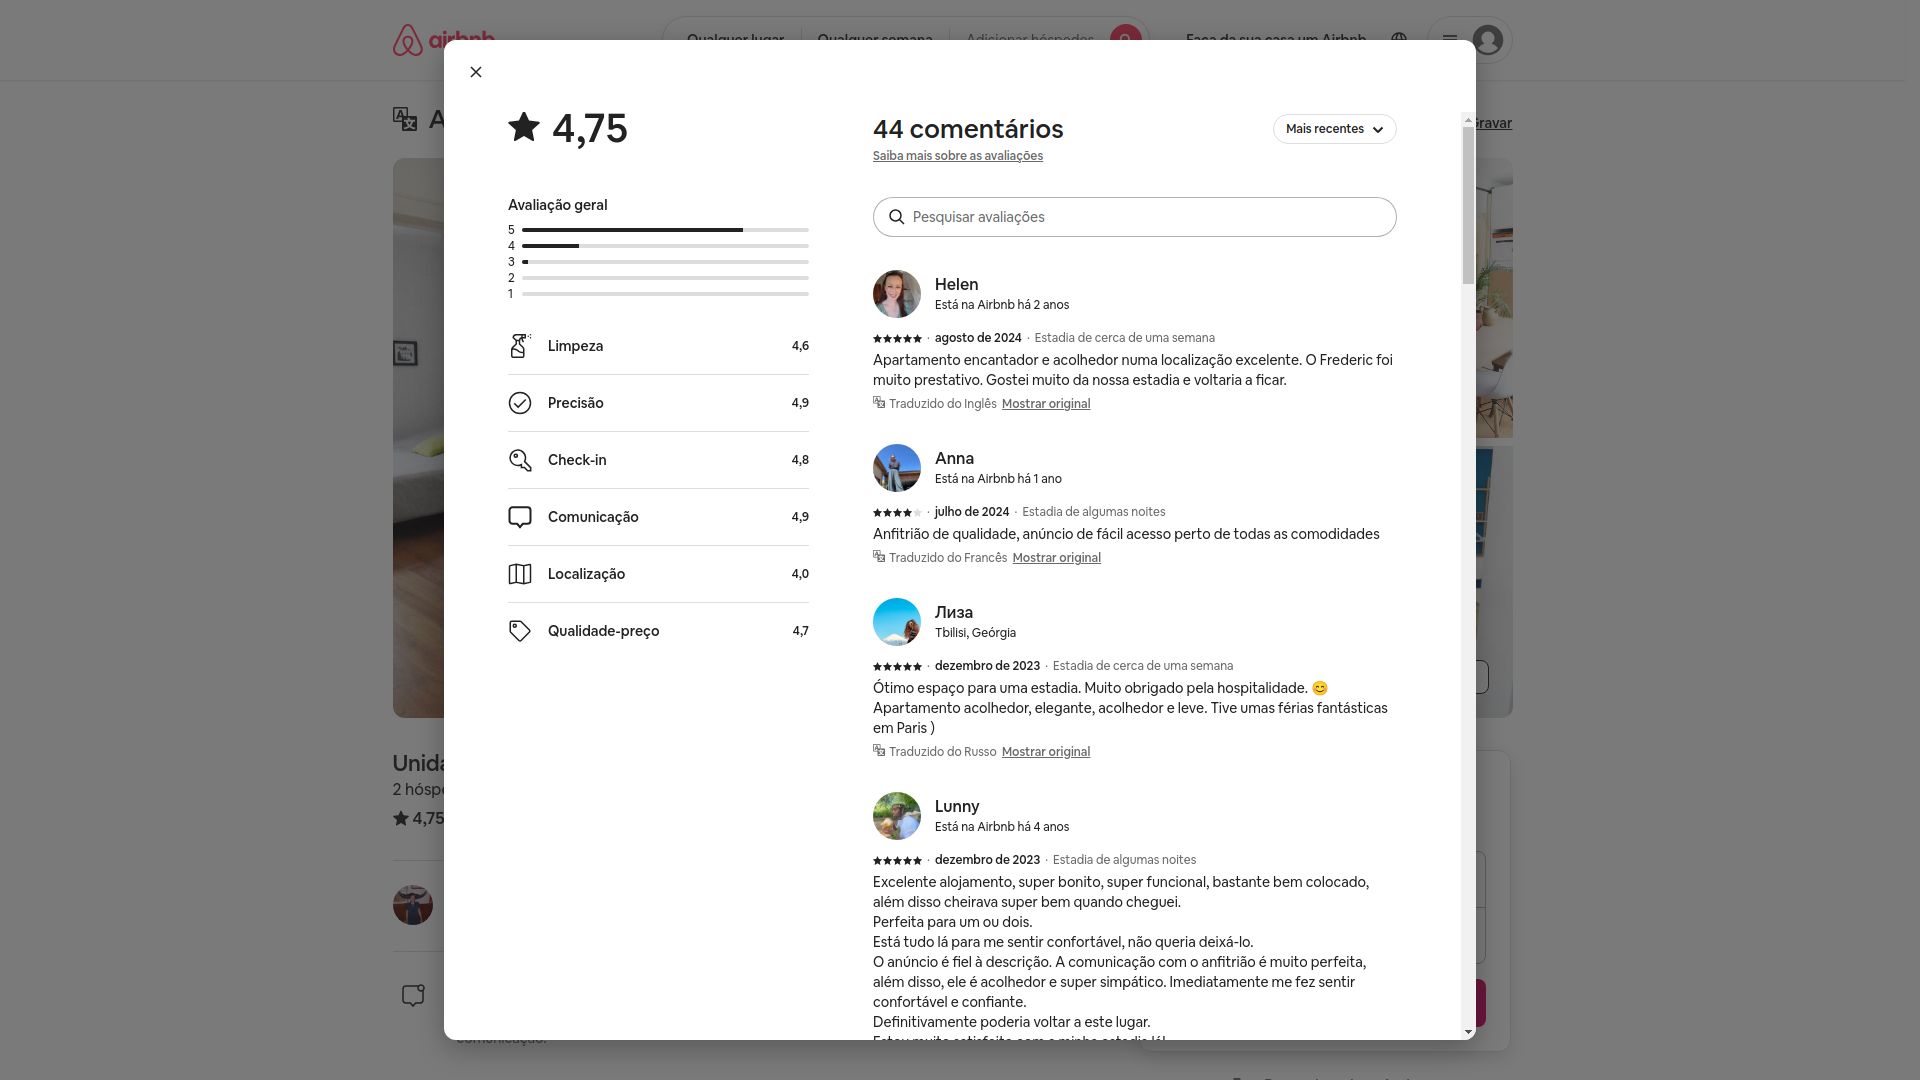 airbnb
Qualquer lugar
Qualquer semana
Adicionar hóspedes
Faça da sua casa um Airbnb
Gravar
4,75
Avaliação geral
5
4
3
2
1
Limpeza 4,6
Precisão 4,9
Check-in 4,8
Comunicação 4,9
Localização 4,0
Qualidade-preço 4,7
44 comentários
Mais recentes
Saiba mais sobre as avaliações
Pesquisar avaliações
Helen
Está na Airbnb há 2 anos
· agosto de 2024 · Estadia de cerca de uma semana
Apartamento encantador e acolhedor numa localização excelente. O Frederic foi
muito prestativo. Gostei muito da nossa estadia e voltaria a ficar.
Traduzido do Inglês Mostrar original
Anna
Está na Airbnb há 1 ano
· julho de 2024 · Estadia de algumas noites
Anfitrião de qualidade, anúncio de fácil acesso perto de todas as comodidades
Traduzido do Francês Mostrar original
Лиза
Tbilisi, Geórgia
· dezembro de 2023 · Estadia de cerca de uma semana
Ótimo espaço para uma estadia. Muito obrigado pela hospitalidade. 😊
Apartamento acolhedor, elegante, acolhedor e leve. Tive umas férias fantásticas
em Paris )
Traduzido do Russo Mostrar original
Lunny
Está na Airbnb há 4 anos
· dezembro de 2023 · Estadia de algumas noites
Excelente alojamento, super bonito, super funcional, bastante bem colocado,
além disso cheirava super bem quando cheguei.
Perfeita para um ou dois.
Está tudo lá para me sentir confortável, não queria deixá-lo.
O anúncio é fiel à descrição. A comunicação com o anfitrião é muito perfeita,
além disso, ele é acolhedor e super simpático. Imediatamente me fez sentir
confortável e confiante.
Definitivamente poderia voltar a este lugar.
Estou muito satisfeito com a minha estadia lá!
Unida
2 hósp
4,75
comunicação.